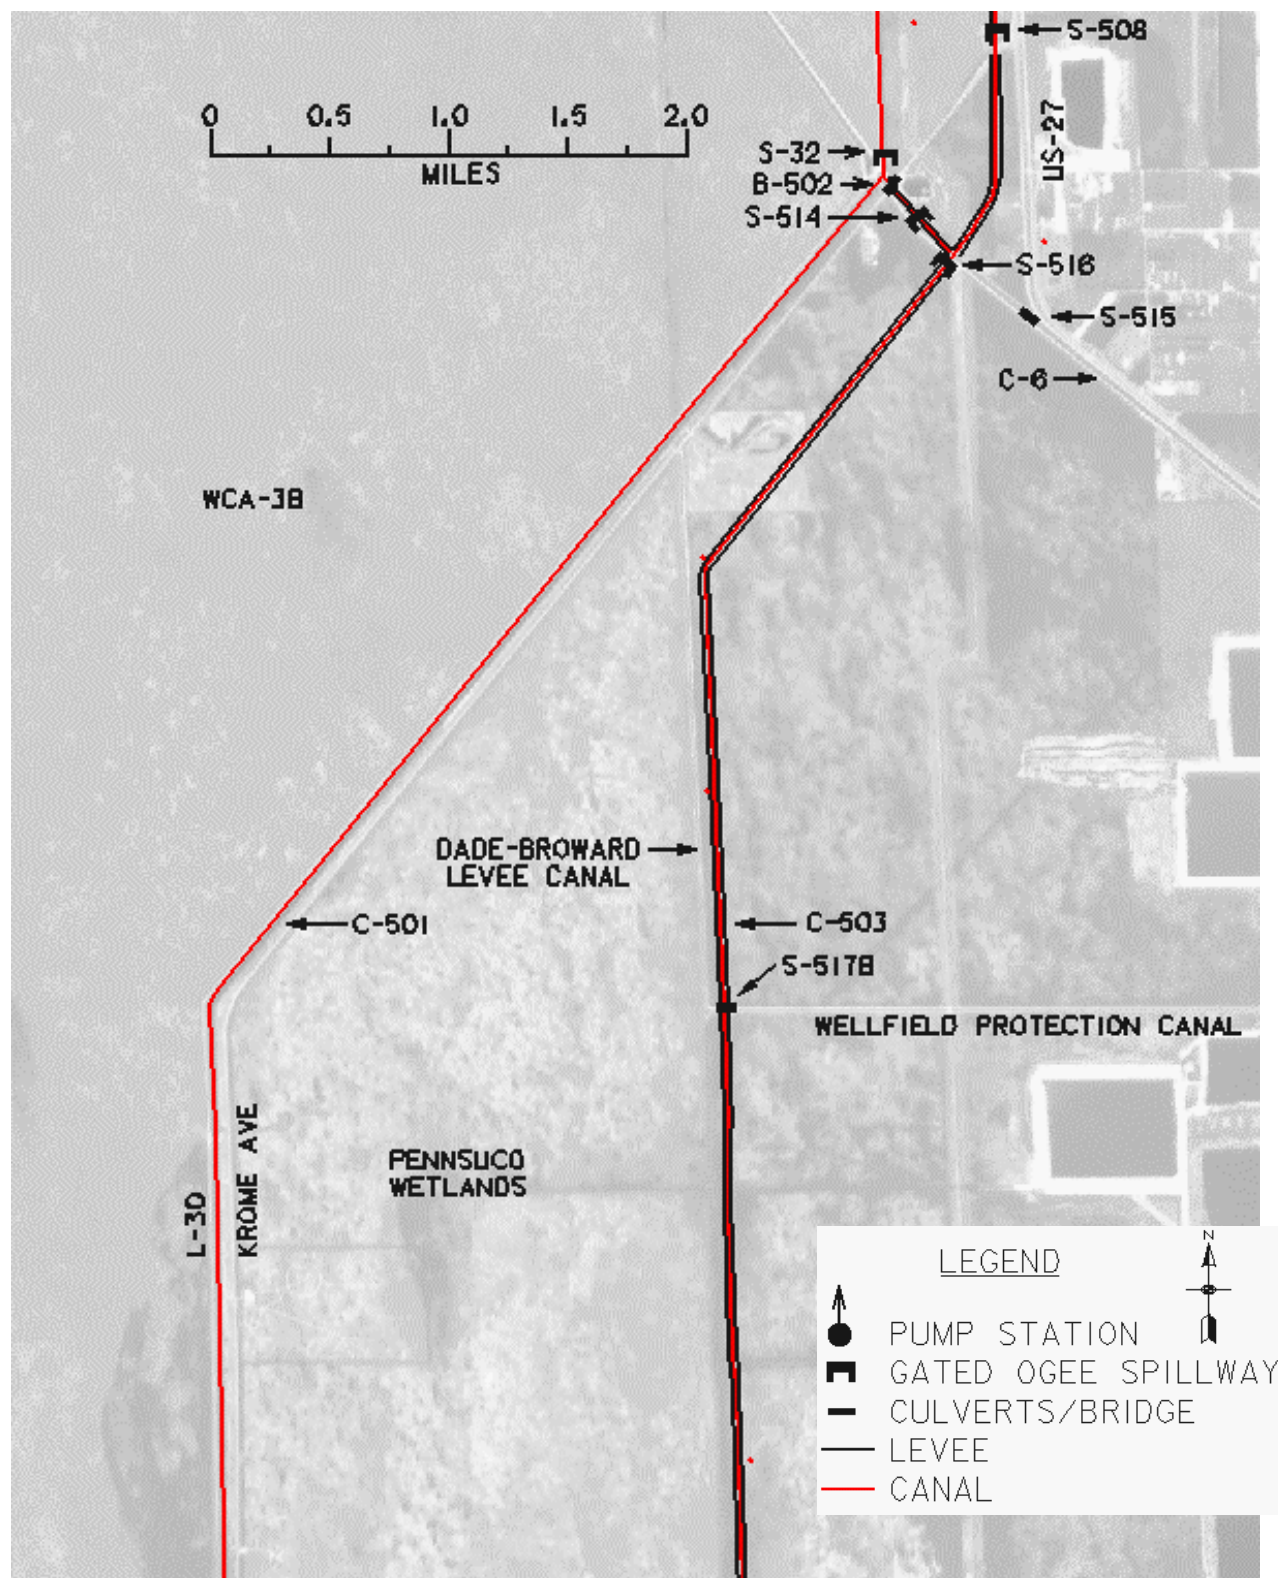 S-508
0 0.5 1.0 1.5 2.0
MILES
US-27
S-32
B-502
S-514
S-516
S-515
C-6
WCA-3B
DADE-BROWARD
LEVEE CANAL
C-501
C-503
S-517B
WELLFIELD PROTECTION CANAL
KROME AVE
L-30
PENNSUCO
WETLANDS
LEGEND
N
PUMP STATION
GATED OGEE SPILLWAY
CULVERTS/BRIDGE
LEVEE
CANAL